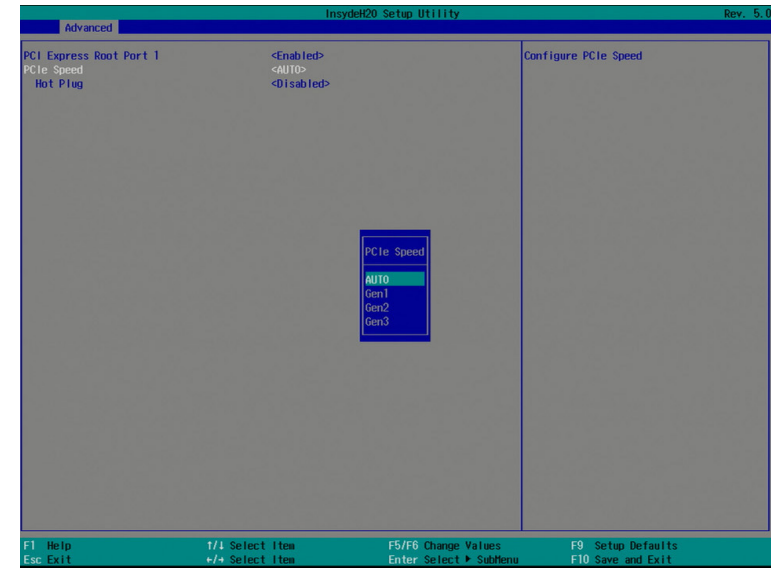 InsydeH20 Setup Utility Rev. 5.0
Advanced
PCI Express Root Port 1 <Enabled> Configure PCIe Speed
PCIe Speed <AUTO>
Hot Plug <Disabled>
PCIe Speed
AUTO
Gen1
Gen2
Gen3
F1 Help ↑/↓ Select Item F5/F6 Change Values F9 Setup Defaults
Esc Exit ←/→ Select Item Enter Select ▶ SubMenu F10 Save and Exit